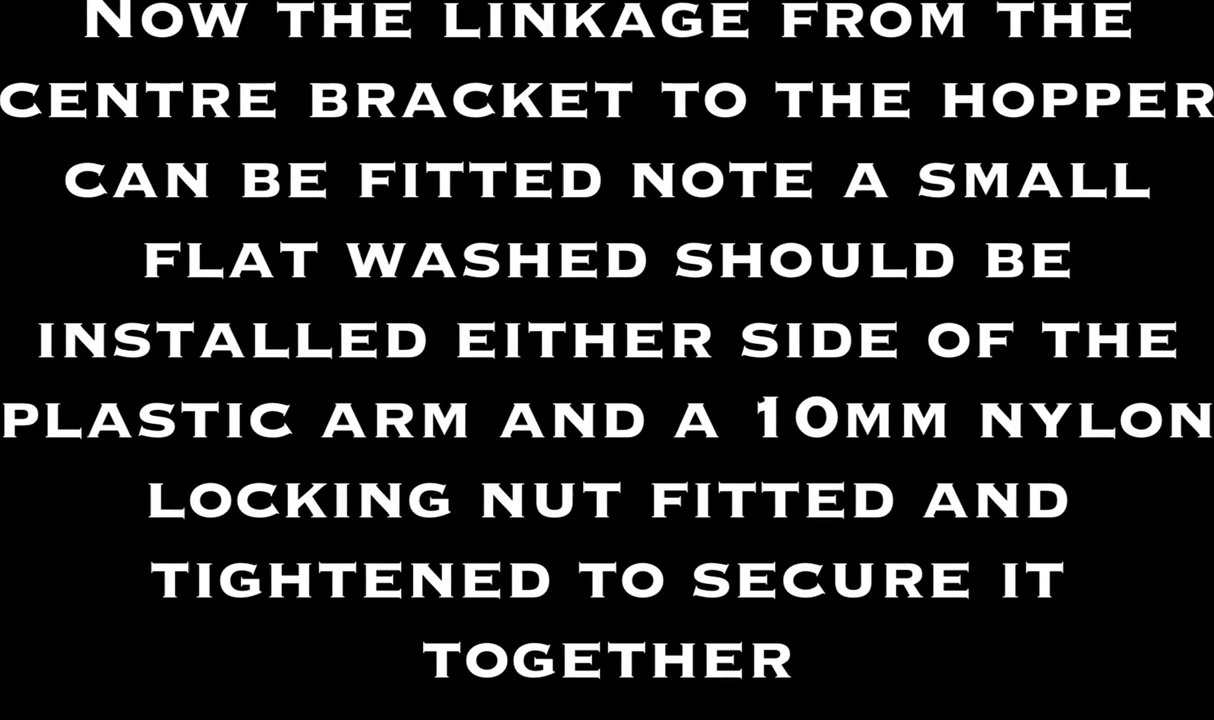 Now the linkage from the
centre bracket to the hopper
can be fitted note a small
flat washed should be
installed either side of the
plastic arm and a 10mm nylon
locking nut fitted and
tightened to secure it
together